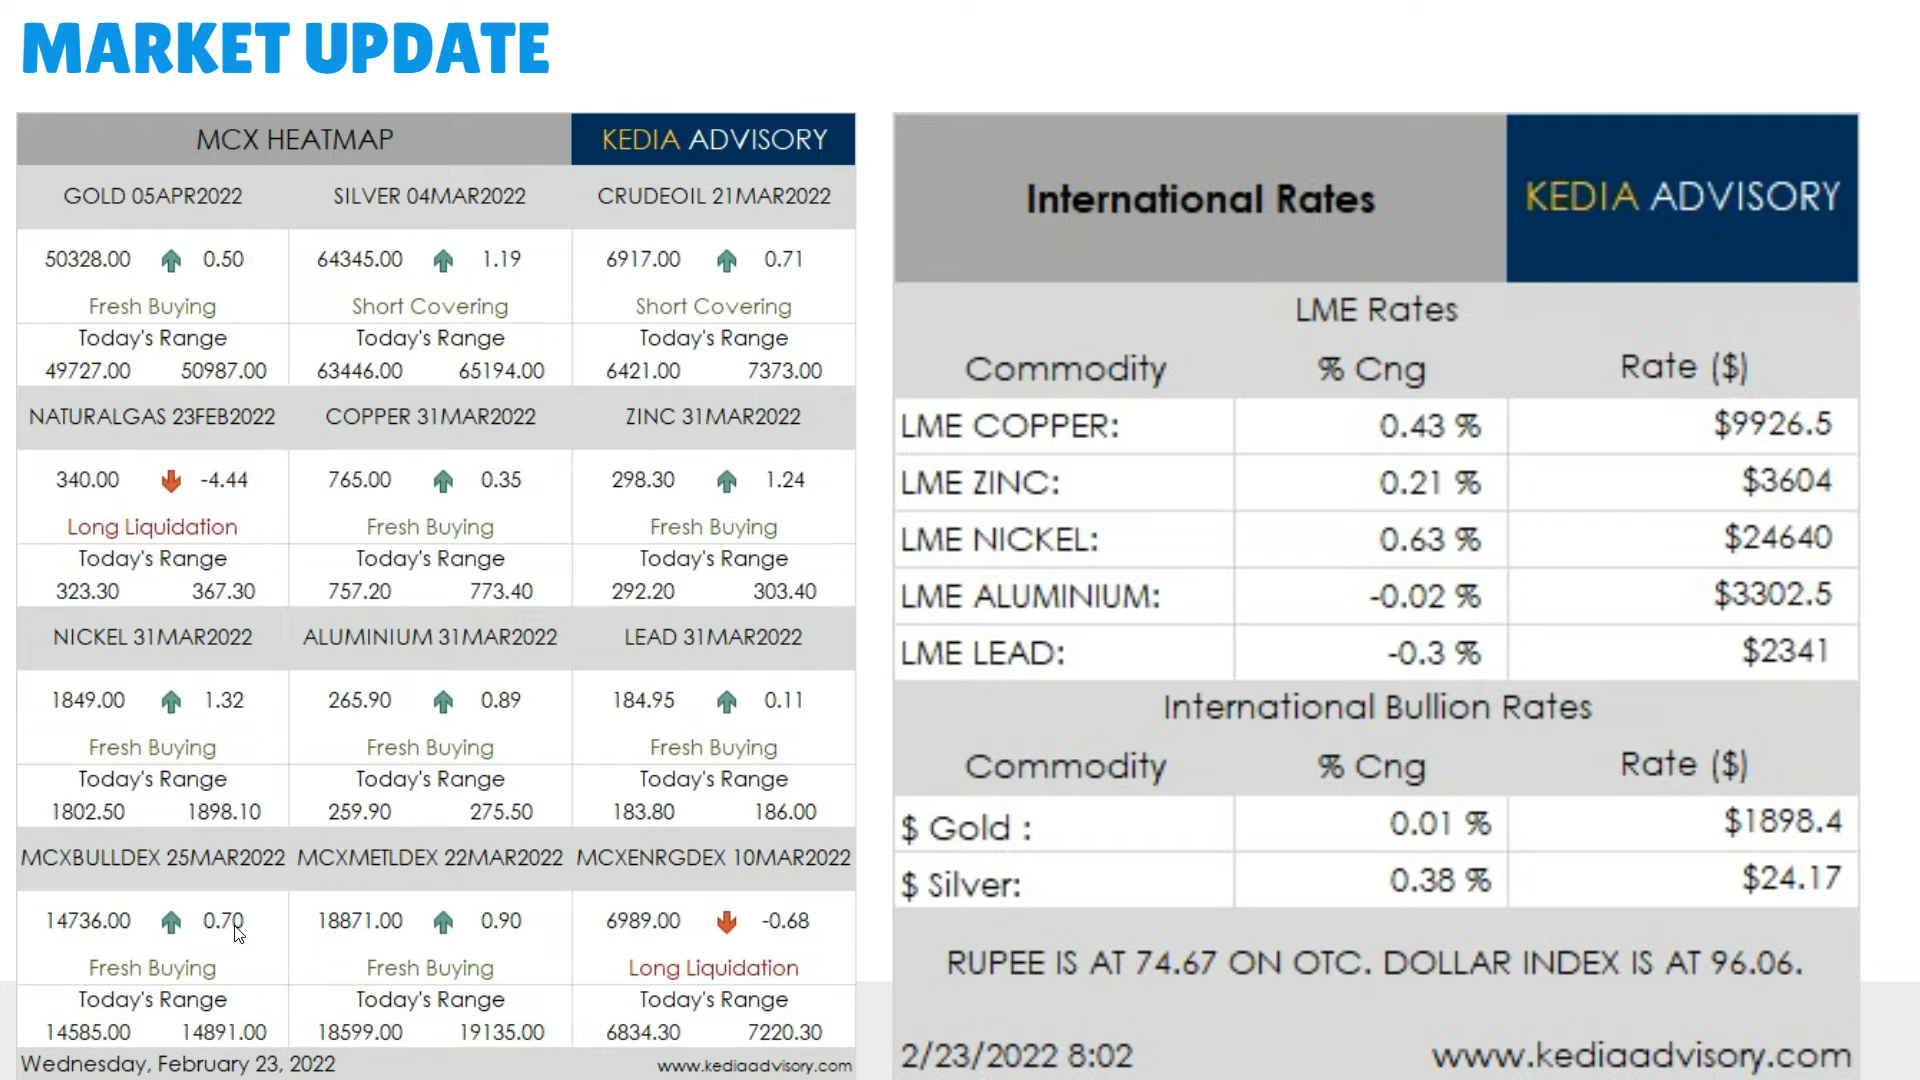 MARKET UPDATE
MCX HEATMAP KEDIA ADVISORY
GOLD 05APR2022 SILVER 04MAR2022 CRUDEOIL 21MAR2022
50328.00 0.50 64345.00 1.19 6917.00 0.71
Fresh Buying Short Covering Short Covering
Today's Range Today's Range Today's Range
49727.00 50987.00 63446.00 65194.00 6421.00 7373.00
NATURALGAS 23FEB2022 COPPER 31MAR2022 ZINC 31MAR2022
340.00 -4.44 765.00 0.35 298.30 1.24
Long Liquidation Fresh Buying Fresh Buying
Today's Range Today's Range Today's Range
323.30 367.30 757.20 773.40 292.20 303.40
NICKEL 31MAR2022 ALUMINIUM 31MAR2022 LEAD 31MAR2022
1849.00 1.32 265.90 0.89 184.95 0.11
Fresh Buying Fresh Buying Fresh Buying
Today's Range Today's Range Today's Range
1802.50 1898.10 259.90 275.50 183.80 186.00
MCXBULLDEX 25MAR2022 MCXMETLDEX 22MAR2022 MCXENRGDEX 10MAR2022
14736.00 0.70 18871.00 0.90 6989.00 -0.68
Fresh Buying Fresh Buying Long Liquidation
Today's Range Today's Range Today's Range
14585.00 14891.00 18599.00 19135.00 6834.30 7220.30
Wednesday, February 23, 2022 www.kediaadvisory.com
International Rates KEDIA ADVISORY
LME Rates
Commodity % Cng Rate ($)
LME COPPER: 0.43 % $9926.5
LME ZINC: 0.21 % $3604
LME NICKEL: 0.63 % $24640
LME ALUMINIUM: -0.02 % $3302.5
LME LEAD: -0.3 % $2341
International Bullion Rates
Commodity % Cng Rate ($)
$ Gold : 0.01 % $1898.4
$ Silver: 0.38 % $24.17
RUPEE IS AT 74.67 ON OTC. DOLLAR INDEX IS AT 96.06.
2/23/2022 8:02 www.kediaadvisory.com